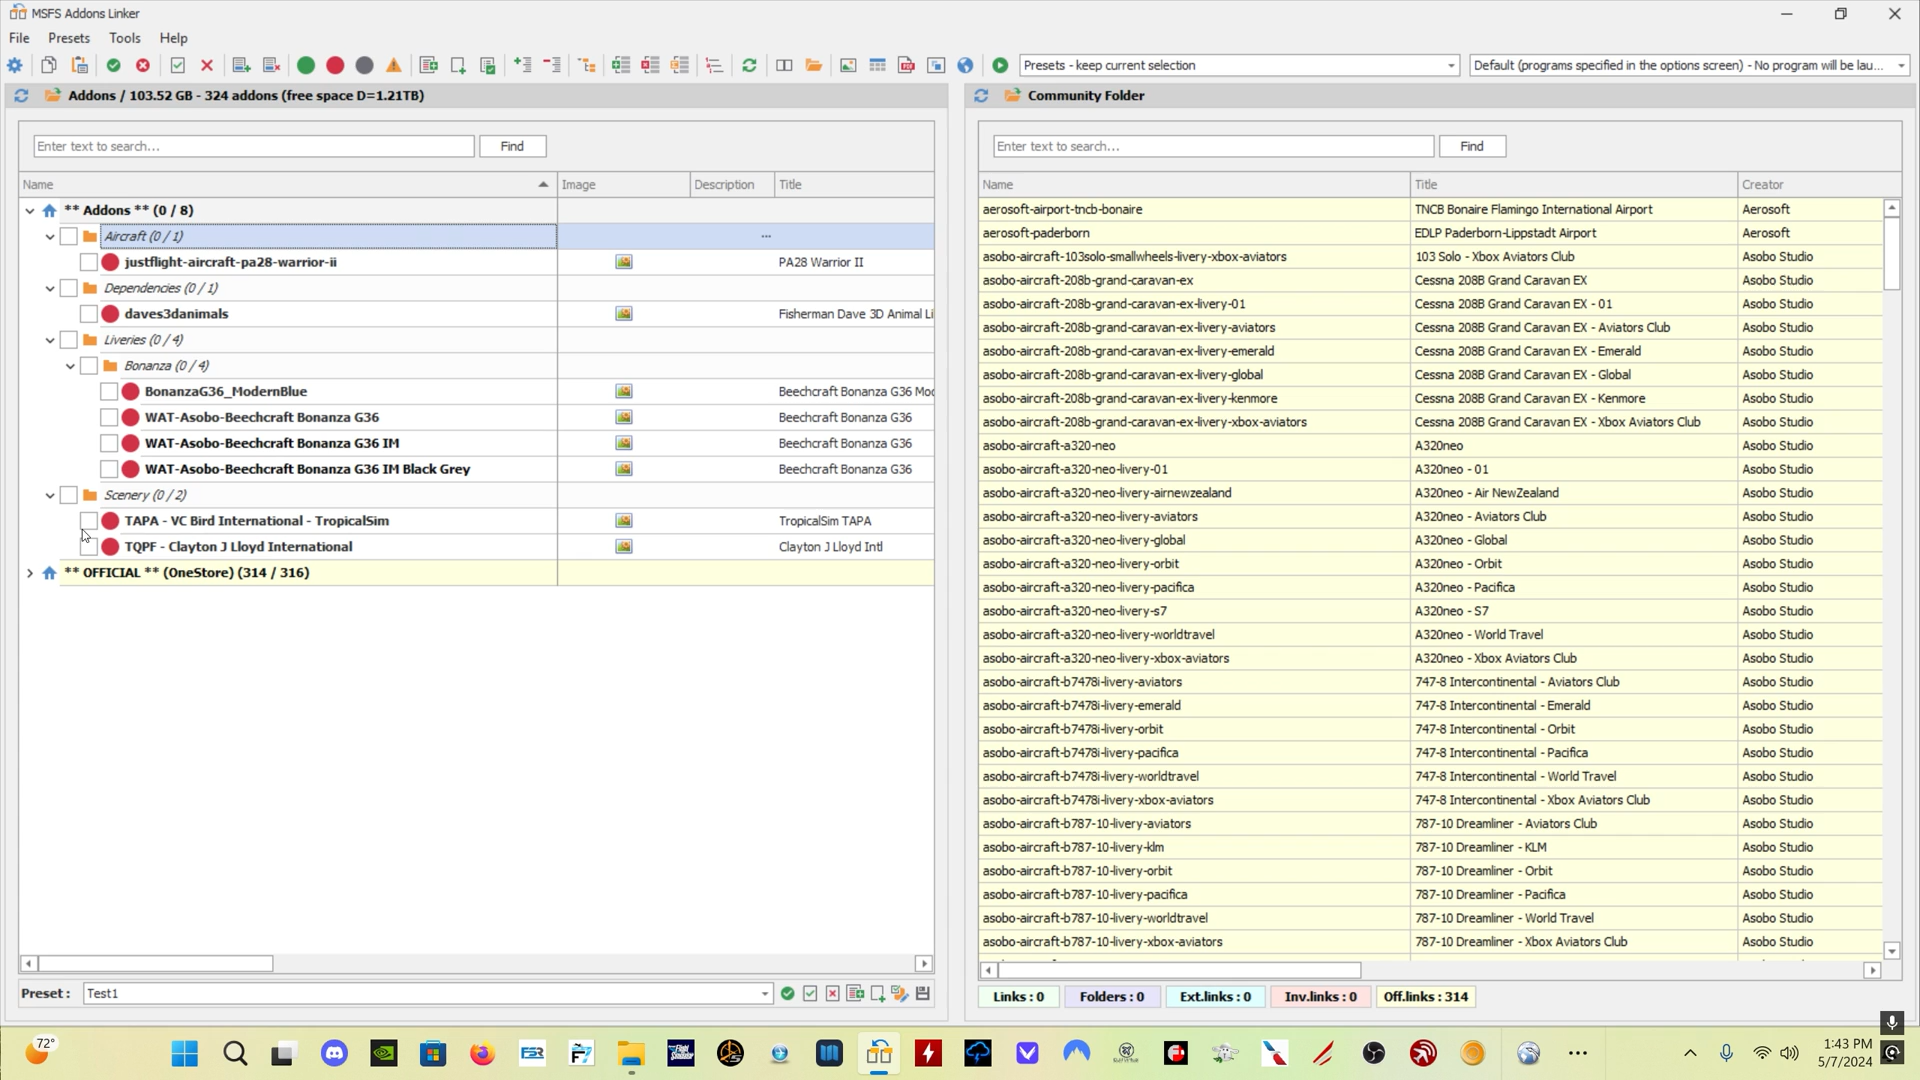 MSFS Addons Linker
File Presets Tools Help
Presets - keep current selection
Default (programs specified in the options screen) - No program will be lau...
Addons / 103.52 GB - 324 addons (free space D=1.21TB)
Enter text to search...
Find
Name Image Description Title
** Addons ** (0 / 8)
Aircraft (0 / 1) ...
justflight-aircraft-pa28-warrior-ii PA28 Warrior II
Dependencies (0 / 1)
daves3danimals Fisherman Dave 3D Animal Li
Liveries (0 / 4)
Bonanza (0 / 4)
BonanzaG36_ModernBlue Beechcraft Bonanza G36 Mod
WAT-Asobo-Beechcraft Bonanza G36 Beechcraft Bonanza G36
WAT-Asobo-Beechcraft Bonanza G36 IM Beechcraft Bonanza G36
WAT-Asobo-Beechcraft Bonanza G36 IM Black Grey Beechcraft Bonanza G36
Scenery (0 / 2)
TAPA - VC Bird International - TropicalSim TropicalSim TAPA
TQPF - Clayton J Lloyd International Clayton J Lloyd Intl
** OFFICIAL ** (OneStore) (314 / 316)
Preset : Test1
Community Folder
Enter text to search...
Find
Name Title Creator
aerosoft-airport-tncb-bonaire TNCB Bonaire Flamingo International Airport Aerosoft
aerosoft-paderborn EDLP Paderborn-Lippstadt Airport Aerosoft
asobo-aircraft-103solo-smallwheels-livery-xbox-aviators 103 Solo - Xbox Aviators Club Asobo Studio
asobo-aircraft-208b-grand-caravan-ex Cessna 208B Grand Caravan EX Asobo Studio
asobo-aircraft-208b-grand-caravan-ex-livery-01 Cessna 208B Grand Caravan EX - 01 Asobo Studio
asobo-aircraft-208b-grand-caravan-ex-livery-aviators Cessna 208B Grand Caravan EX - Aviators Club Asobo Studio
asobo-aircraft-208b-grand-caravan-ex-livery-emerald Cessna 208B Grand Caravan EX - Emerald Asobo Studio
asobo-aircraft-208b-grand-caravan-ex-livery-global Cessna 208B Grand Caravan EX - Global Asobo Studio
asobo-aircraft-208b-grand-caravan-ex-livery-kenmore Cessna 208B Grand Caravan EX - Kenmore Asobo Studio
asobo-aircraft-208b-grand-caravan-ex-livery-xbox-aviators Cessna 208B Grand Caravan EX - Xbox Aviators Club Asobo Studio
asobo-aircraft-a320-neo A320neo Asobo Studio
asobo-aircraft-a320-neo-livery-01 A320neo - 01 Asobo Studio
asobo-aircraft-a320-neo-livery-airnewzealand A320neo - Air NewZealand Asobo Studio
asobo-aircraft-a320-neo-livery-aviators A320neo - Aviators Club Asobo Studio
asobo-aircraft-a320-neo-livery-global A320neo - Global Asobo Studio
asobo-aircraft-a320-neo-livery-orbit A320neo - Orbit Asobo Studio
asobo-aircraft-a320-neo-livery-pacifica A320neo - Pacifica Asobo Studio
asobo-aircraft-a320-neo-livery-s7 A320neo - S7 Asobo Studio
asobo-aircraft-a320-neo-livery-worldtravel A320neo - World Travel Asobo Studio
asobo-aircraft-a320-neo-livery-xbox-aviators A320neo - Xbox Aviators Club Asobo Studio
asobo-aircraft-b7478i-livery-aviators 747-8 Intercontinental - Aviators Club Asobo Studio
asobo-aircraft-b7478i-livery-emerald 747-8 Intercontinental - Emerald Asobo Studio
asobo-aircraft-b7478i-livery-orbit 747-8 Intercontinental - Orbit Asobo Studio
asobo-aircraft-b7478i-livery-pacifica 747-8 Intercontinental - Pacifica Asobo Studio
asobo-aircraft-b7478i-livery-worldtravel 747-8 Intercontinental - World Travel Asobo Studio
asobo-aircraft-b7478i-livery-xbox-aviators 747-8 Intercontinental - Xbox Aviators Club Asobo Studio
asobo-aircraft-b787-10-livery-aviators 787-10 Dreamliner - Aviators Club Asobo Studio
asobo-aircraft-b787-10-livery-klm 787-10 Dreamliner - KLM Asobo Studio
asobo-aircraft-b787-10-livery-orbit 787-10 Dreamliner - Orbit Asobo Studio
asobo-aircraft-b787-10-livery-pacifica 787-10 Dreamliner - Pacifica Asobo Studio
asobo-aircraft-b787-10-livery-worldtravel 787-10 Dreamliner - World Travel Asobo Studio
asobo-aircraft-b787-10-livery-xbox-aviators 787-10 Dreamliner - Xbox Aviators Club Asobo Studio
Links : 0 Folders : 0 Ext.links : 0 Inv.links : 0 Off.links : 314
72°
FSR
1:43 PM
5/7/2024